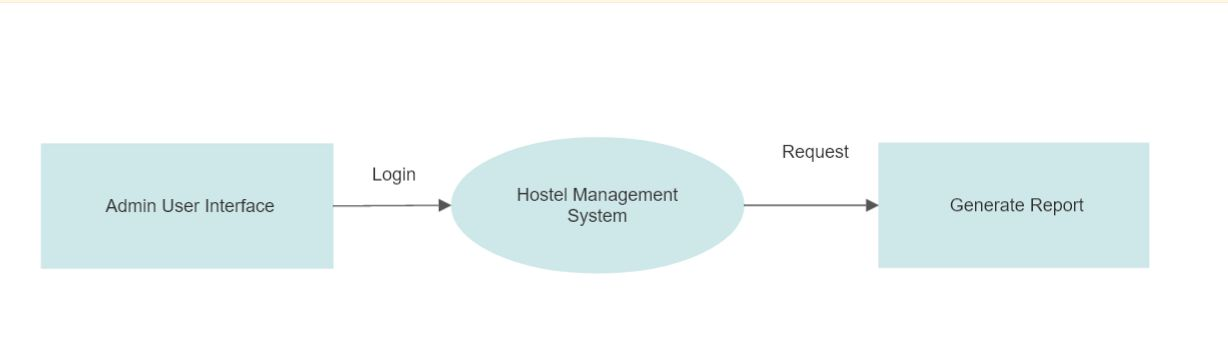 Admin User Interface
Login
Hostel Management
System
Request
Generate Report